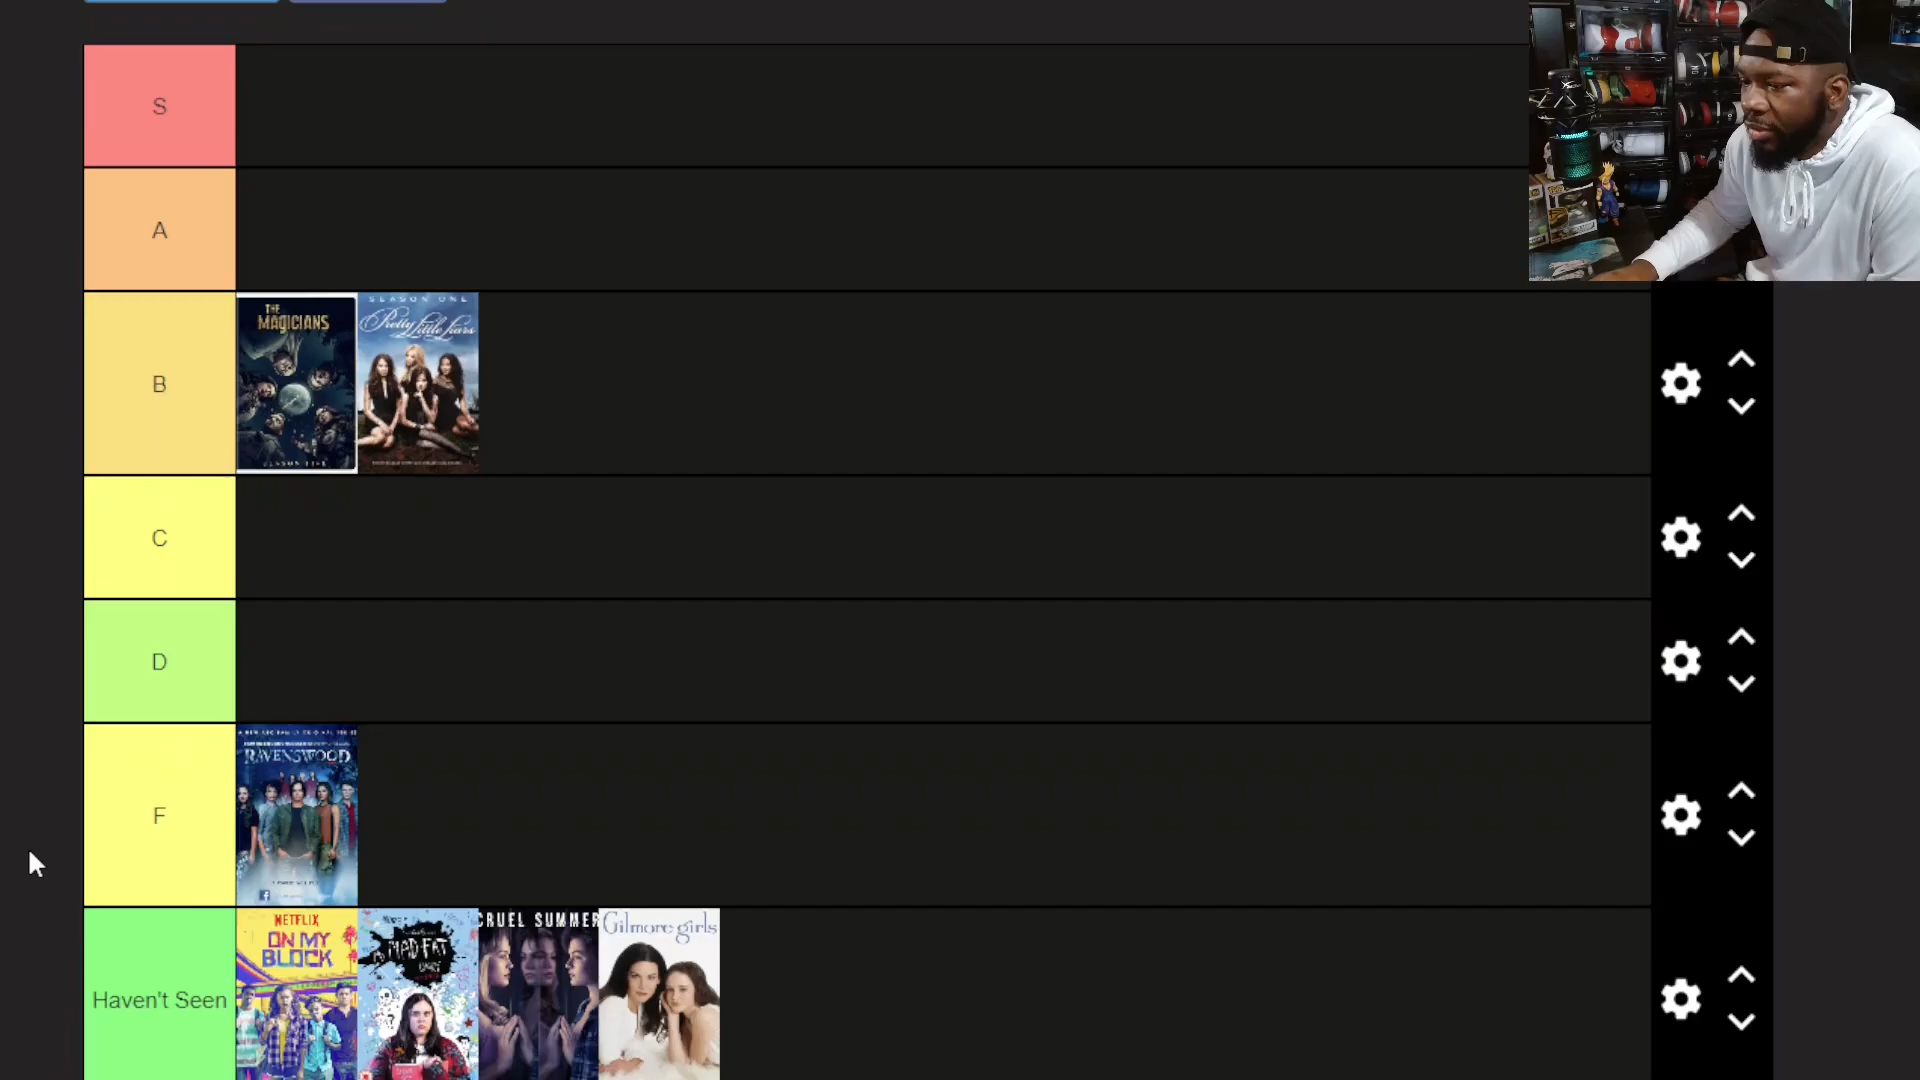 S
A
B
THE
MAGICIANS
SEASON ONE
Pretty Little Liars
C
D
F
RAVENSWOOD
Haven't Seen
NETFLIX
ON MY
BLOCK
MAD FAT
CRUEL SUMMER
Gilmore girls